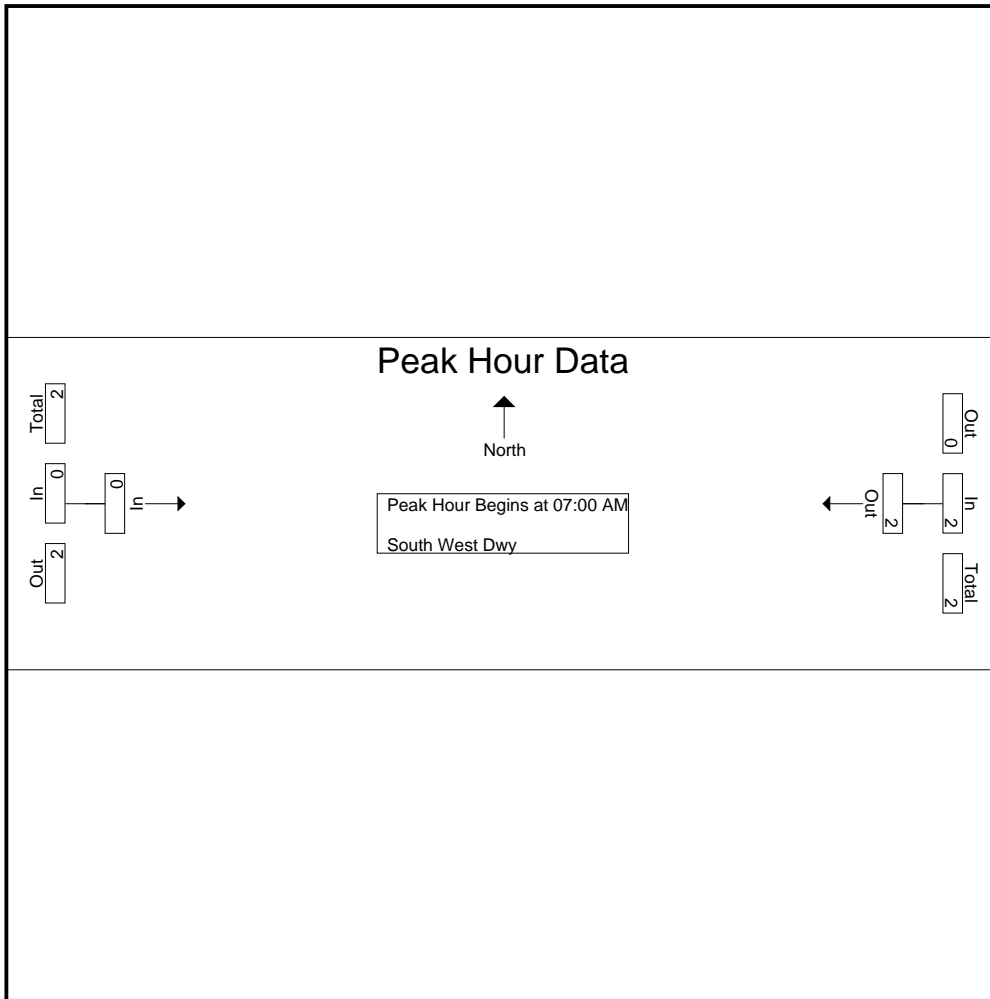 Peak Hour Data
North
Peak Hour Begins at 07:00 AM
South West Dwy
Total
2
In
0
Out
2
In
0
Out
0
In
2
Total
2
Out
2